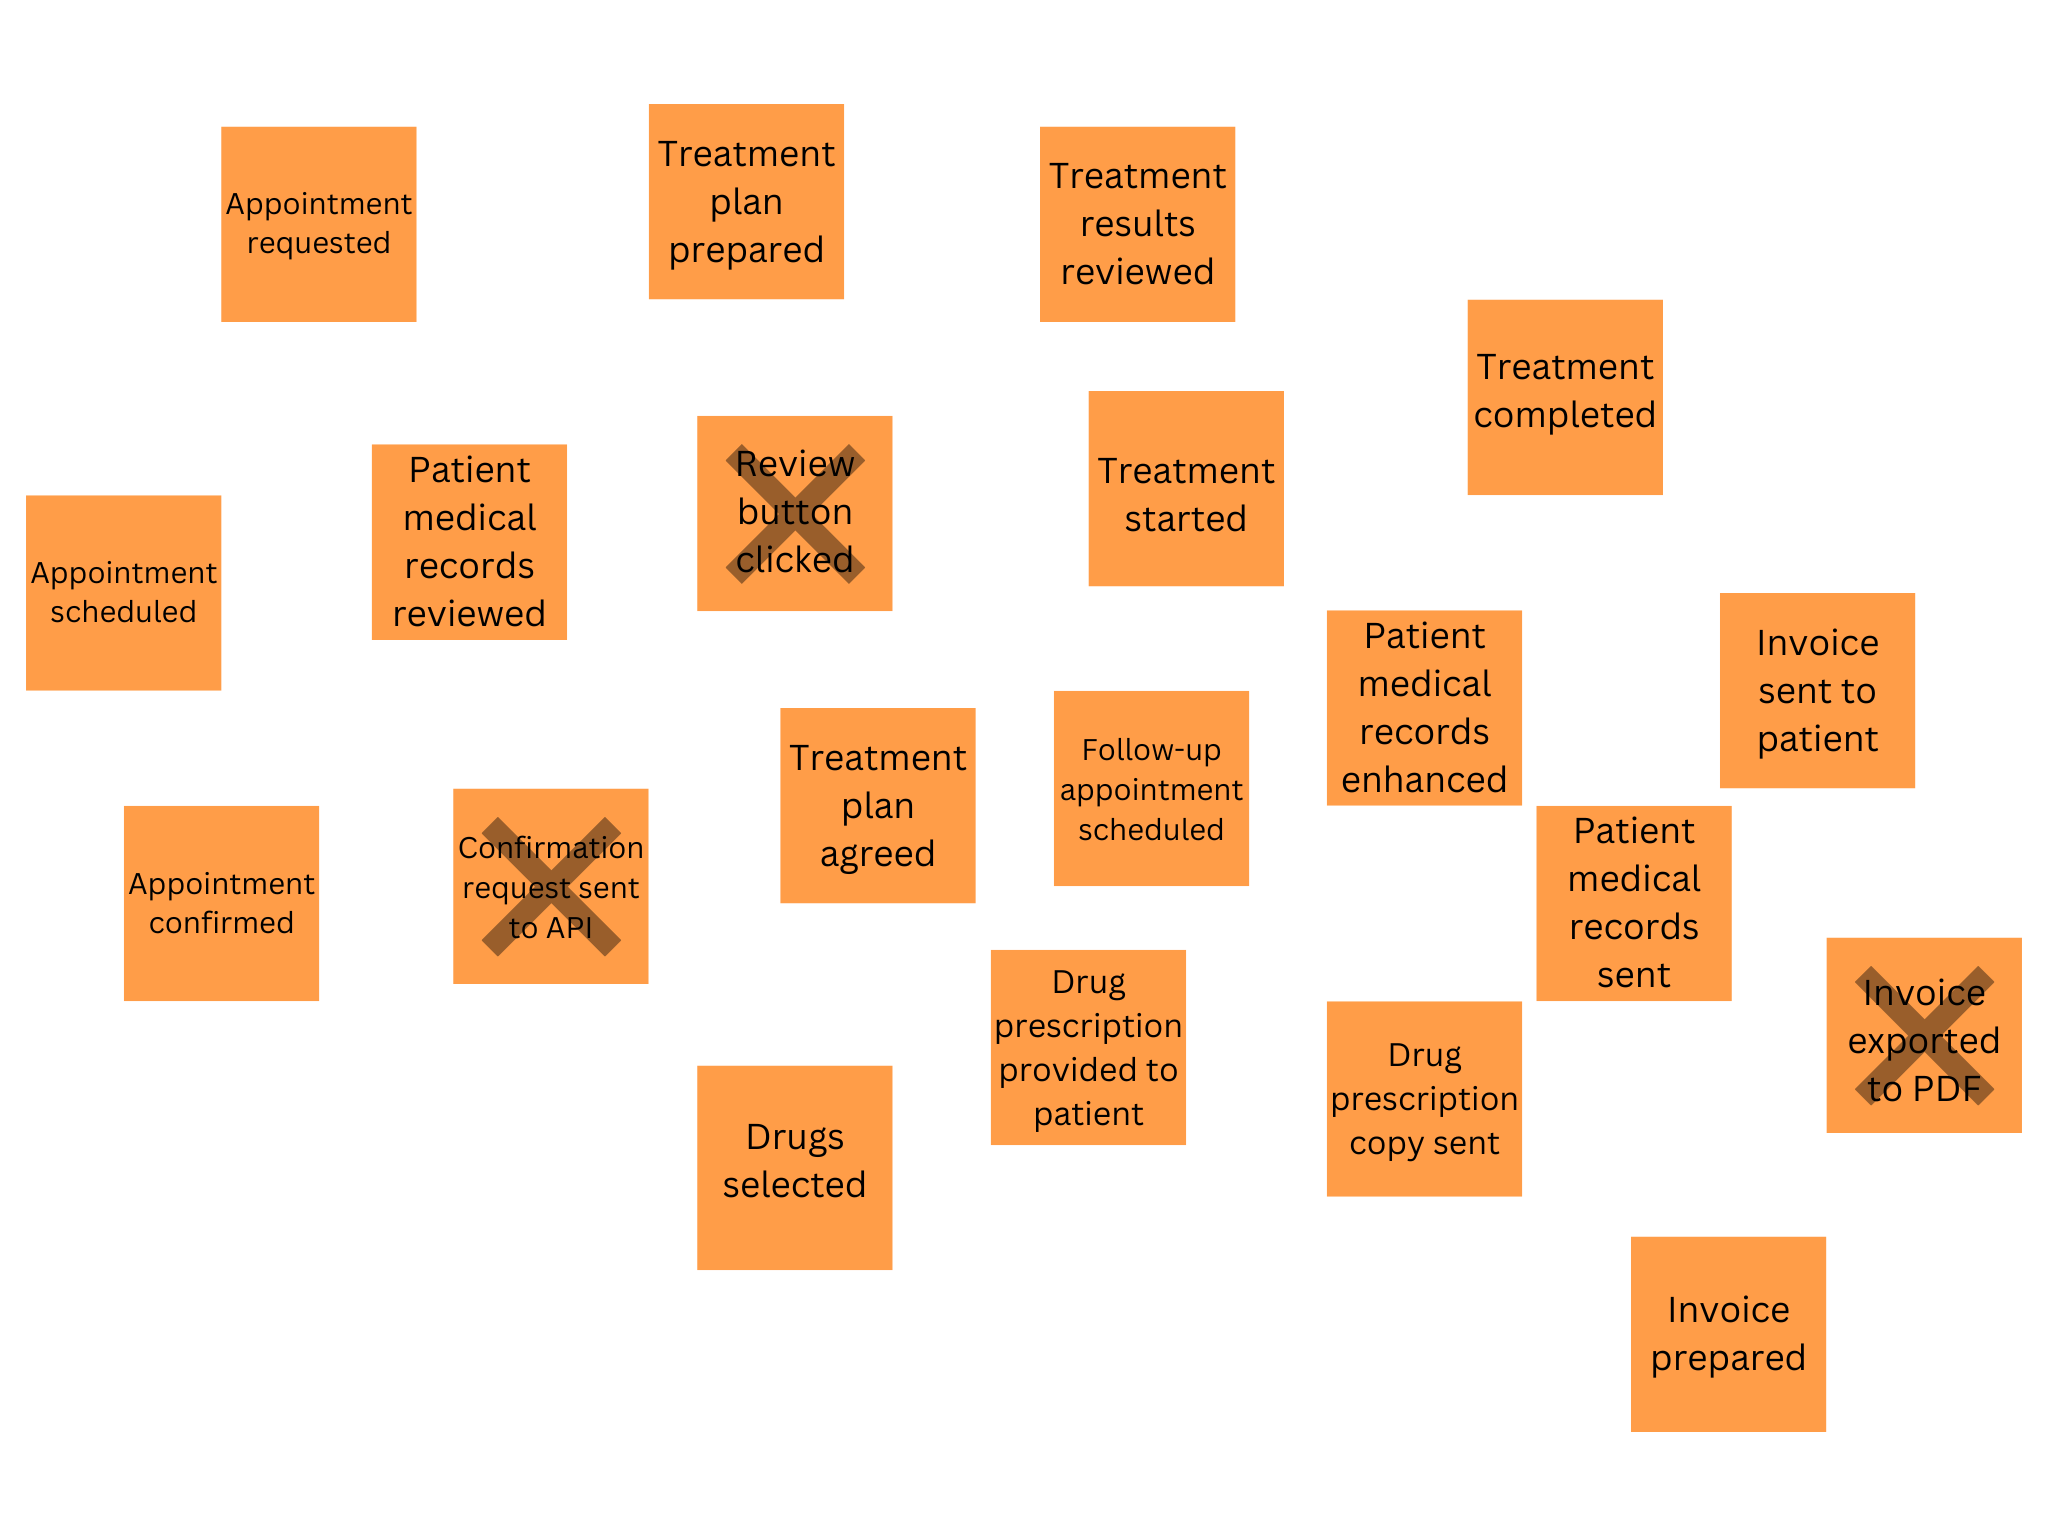 Appointment
requested
Treatment
plan
prepared
Treatment
results
reviewed
Treatment
completed
Appointment
scheduled
Patient
medical
records
reviewed
Review
button
clicked
Treatment
started
Patient
medical
records
enhanced
Invoice
sent to
patient
Appointment
confirmed
Confirmation
request sent
to API
Treatment
plan
agreed
Follow-up
appointment
scheduled
Patient
medical
records
sent
Drug
prescription
provided to
patient
Drug
prescription
copy sent
Invoice
exported
to PDF
Drugs
selected
Invoice
prepared